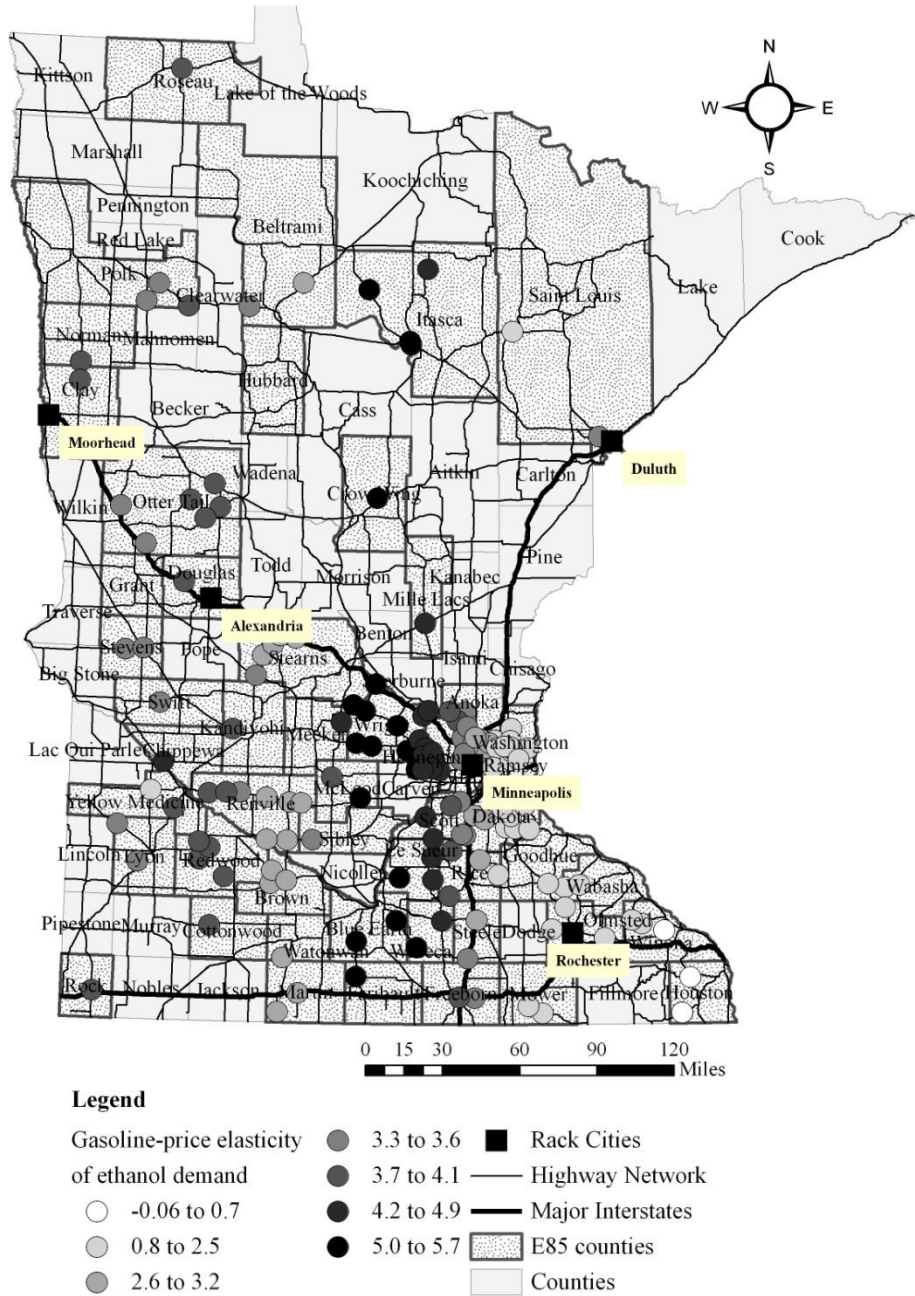 N
W E
S
Kittson
Roseau
Lake of the Woods
Marshall
Koochiching
Pennington
Beltrami
Red Lake
Cook
Polk
Clearwater
Saint Louis
Lake
Itasca
Norman
Mahnomen
Clay
Hubbard
Becker
Cass
Moorhead
Duluth
Wadena
Aitkin
Carlton
Crow Wing
Wilkin
Otter Tail
Pine
Todd
Morrison
Kanabec
Grant
Douglas
Mille Lacs
Traverse
Alexandria
Benton
Stevens
Pope
Stearns
Isanti
Chisago
Big Stone
Sherburne
Swift
Anoka
Kandiyohi
Meeker
Wright
Washington
Lac Qui Parle
Chippewa
Hennepin
Ramsey
McLeod
Carver
Minneapolis
Yellow Medicine
Renville
Scott
Dakota
Sibley
Lincoln
Lyon
Redwood
Le Sueur
Goodhue
Nicollet
Rice
Wabasha
Brown
Pipestone
Murray
Cottonwood
Blue Earth
Waseca
Steele
Dodge
Olmsted
Winona
Watonwan
Rochester
Rock
Nobles
Jackson
Martin
Faribault
Freeborn
Mower
Fillmore
Houston
0 15 30 60 90 120
Miles
Legend
Gasoline-price elasticity
of ethanol demand
-0.06 to 0.7
0.8 to 2.5
2.6 to 3.2
3.3 to 3.6
3.7 to 4.1
4.2 to 4.9
5.0 to 5.7
Rack Cities
Highway Network
Major Interstates
E85 counties
Counties